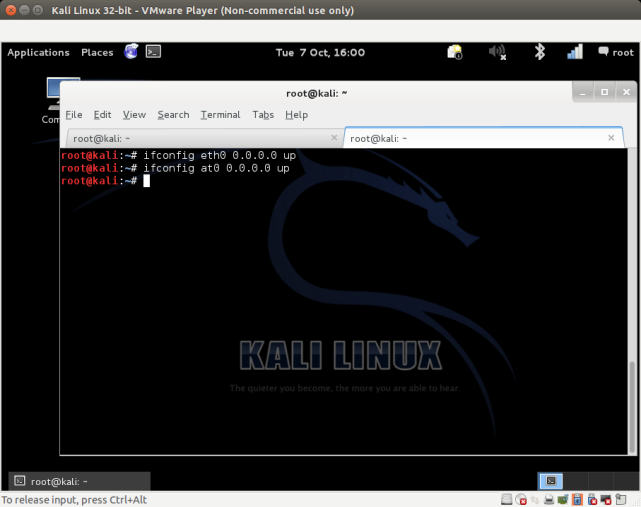 Kali Linux 32-bit - VMware Player (Non-commercial use only)
Applications Places Tue 7 Oct, 16:00 root
Com
root@kali: ~
File Edit View Search Terminal Tabs Help
root@kali: ~ × root@kali: ~ ×
root@kali:~# ifconfig eth0 0.0.0.0 up
root@kali:~# ifconfig at0 0.0.0.0 up
root@kali:~#
KALI LINUX
The quieter you become, the more you are able to hear.
root@kali: ~
To release input, press Ctrl+Alt